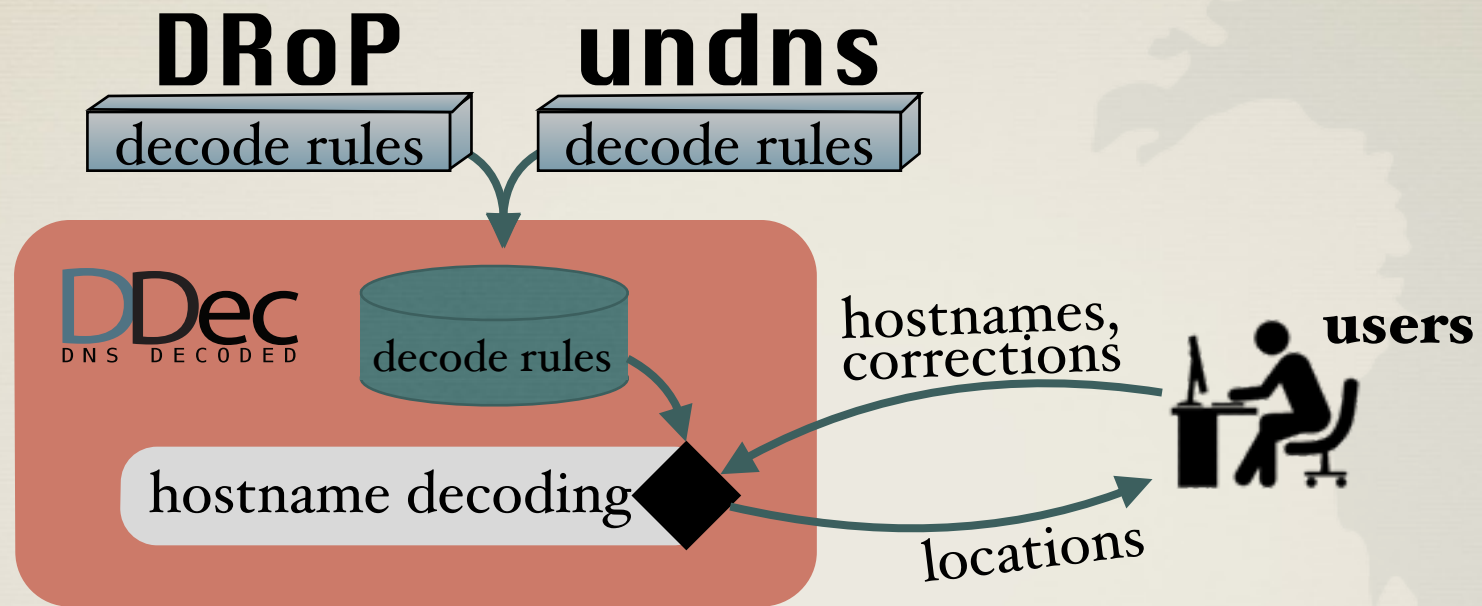 DRoP
undns
decode rules
decode rules
DDec
DNS DECODED
decode rules
hostnames,
corrections
users
hostname decoding
locations